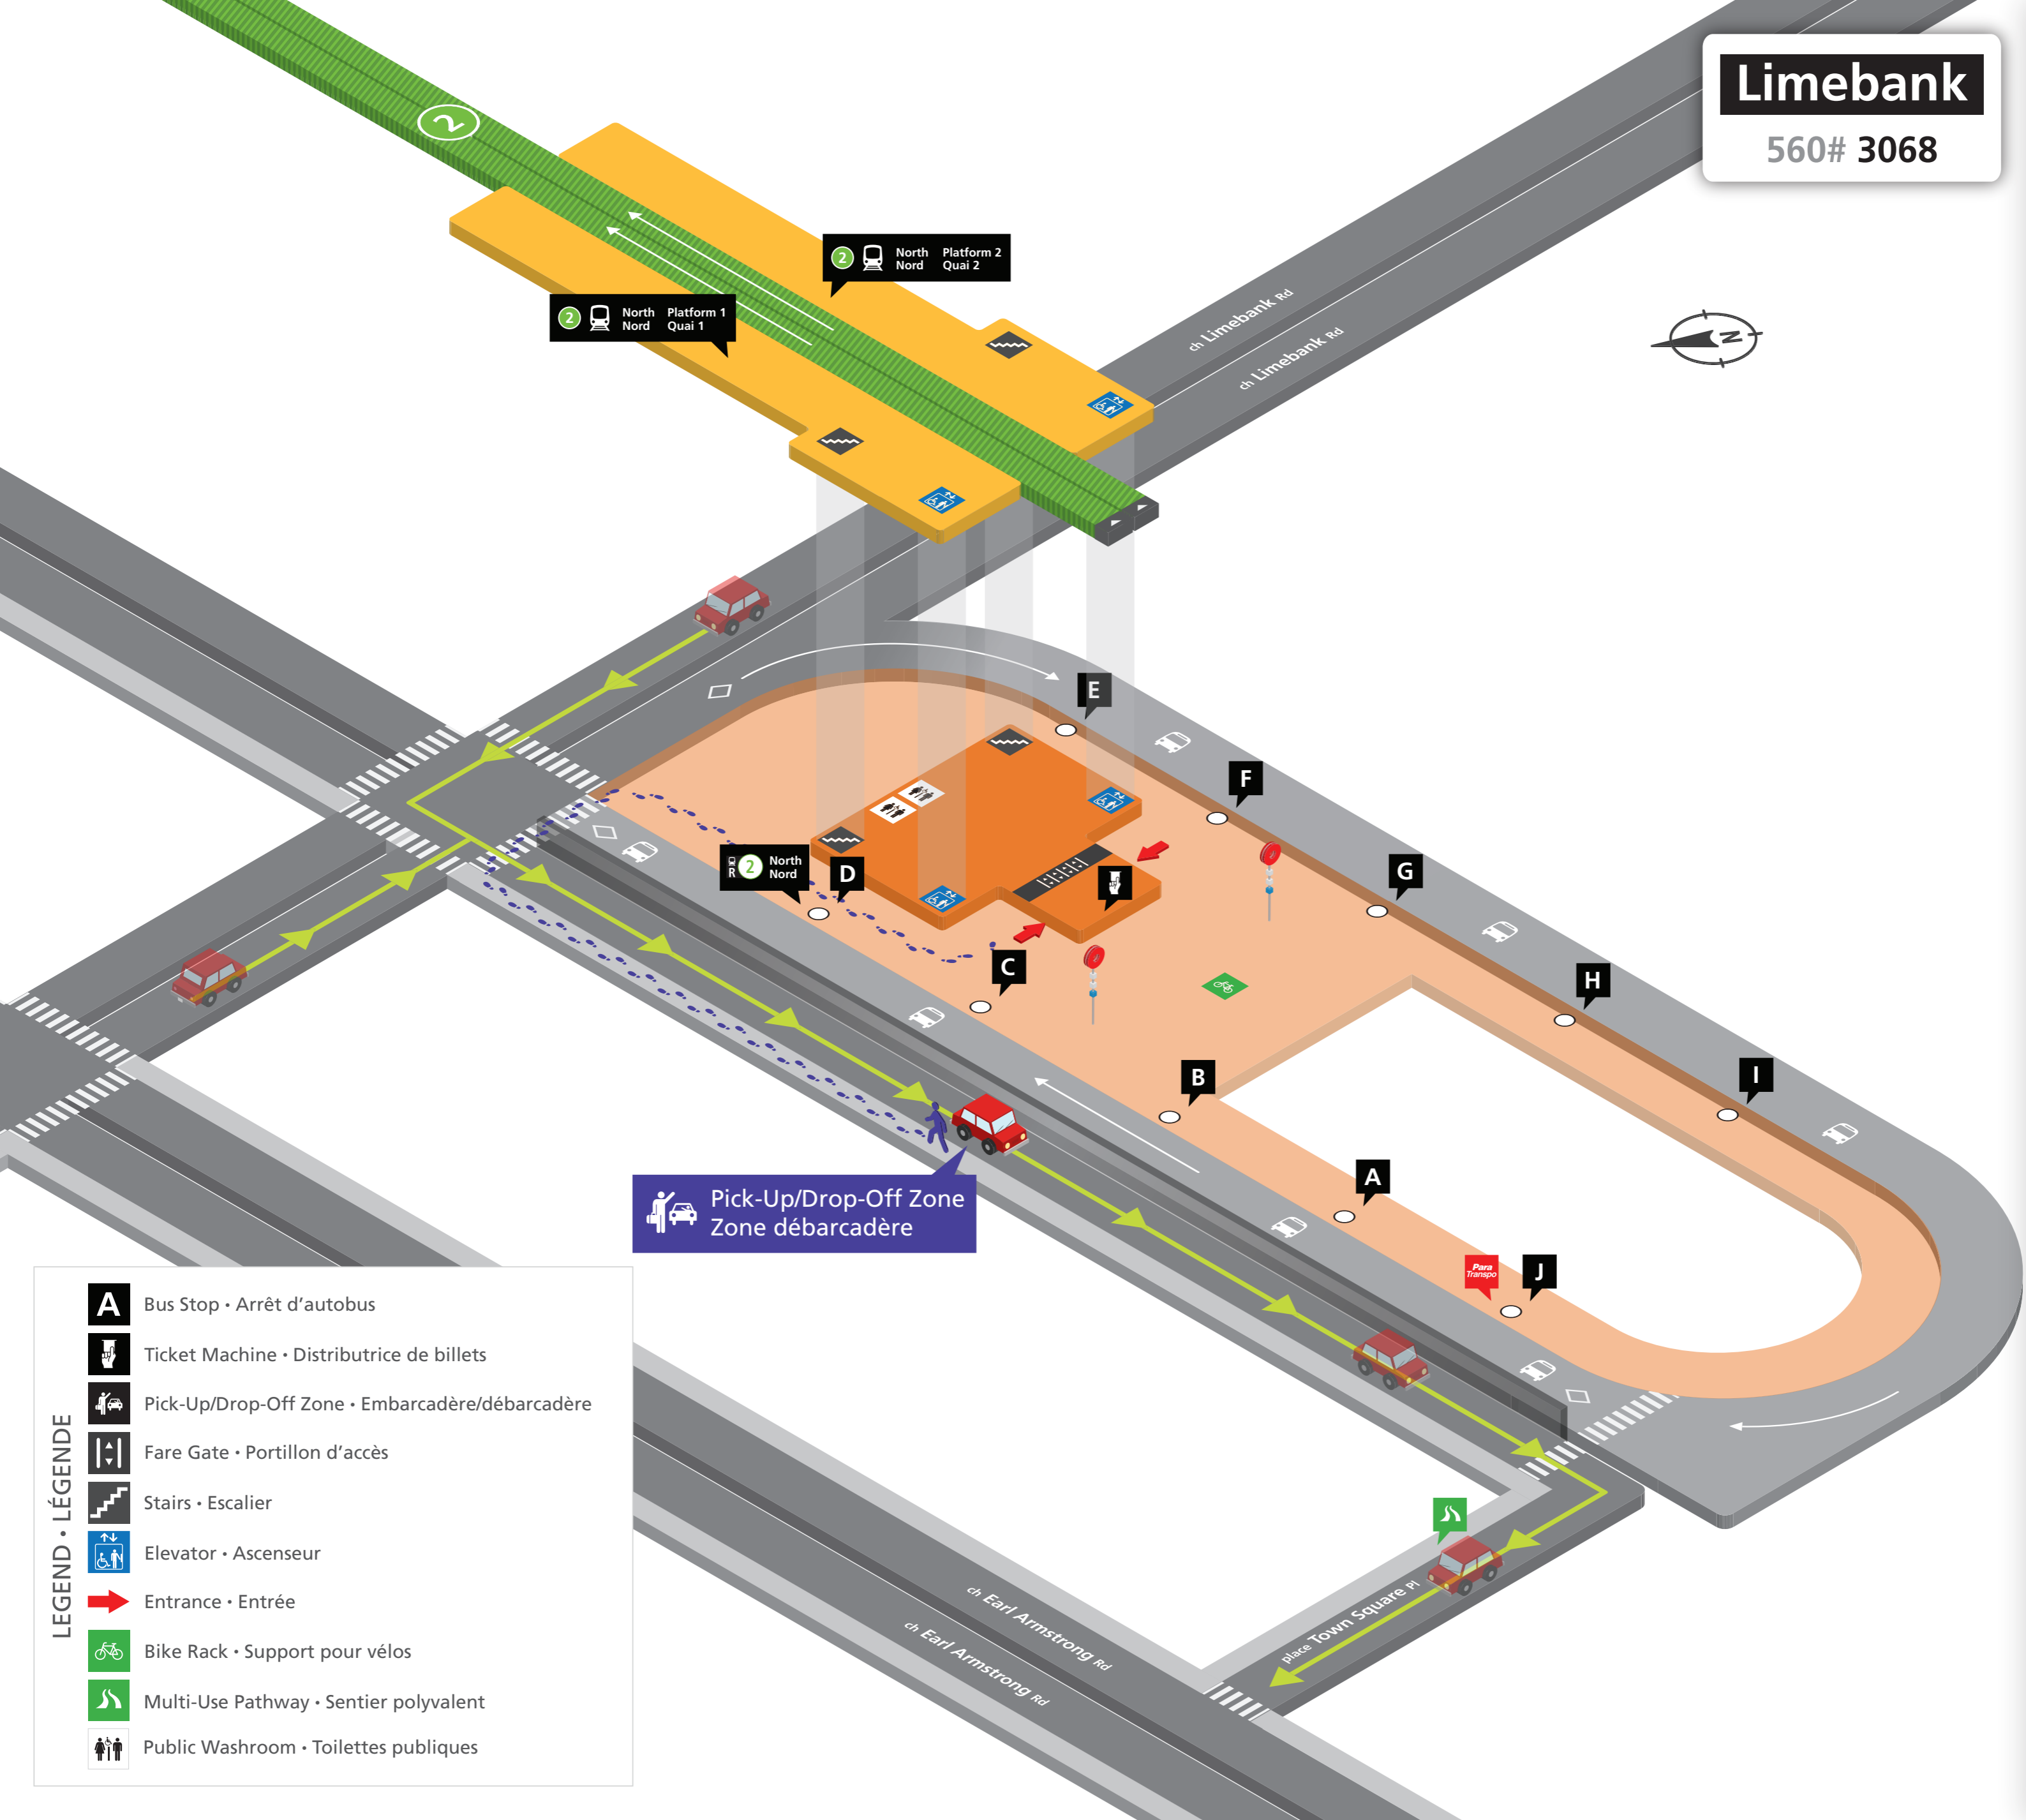 Limebank
560# 3068
2
2 North Platform 2
Nord Quai 2
2 North Platform 1
Nord Quai 1
ch Limebank Rd
ch Limebank Rd
N
E
F
G
H
I
R 2 North
Nord
D
C
B
A
Para
Transpo
J
Pick-Up/Drop-Off Zone
Zone débarcadère
place Town Square Pl
ch Earl Armstrong Rd
ch Earl Armstrong Rd
LEGEND • LÉGENDE
A Bus Stop • Arrêt d’autobus
Ticket Machine • Distributrice de billets
Pick-Up/Drop-Off Zone • Embarcadère/débarcadère
Fare Gate • Portillon d’accès
Stairs • Escalier
Elevator • Ascenseur
Entrance • Entrée
Bike Rack • Support pour vélos
Multi-Use Pathway • Sentier polyvalent
Public Washroom • Toilettes publiques